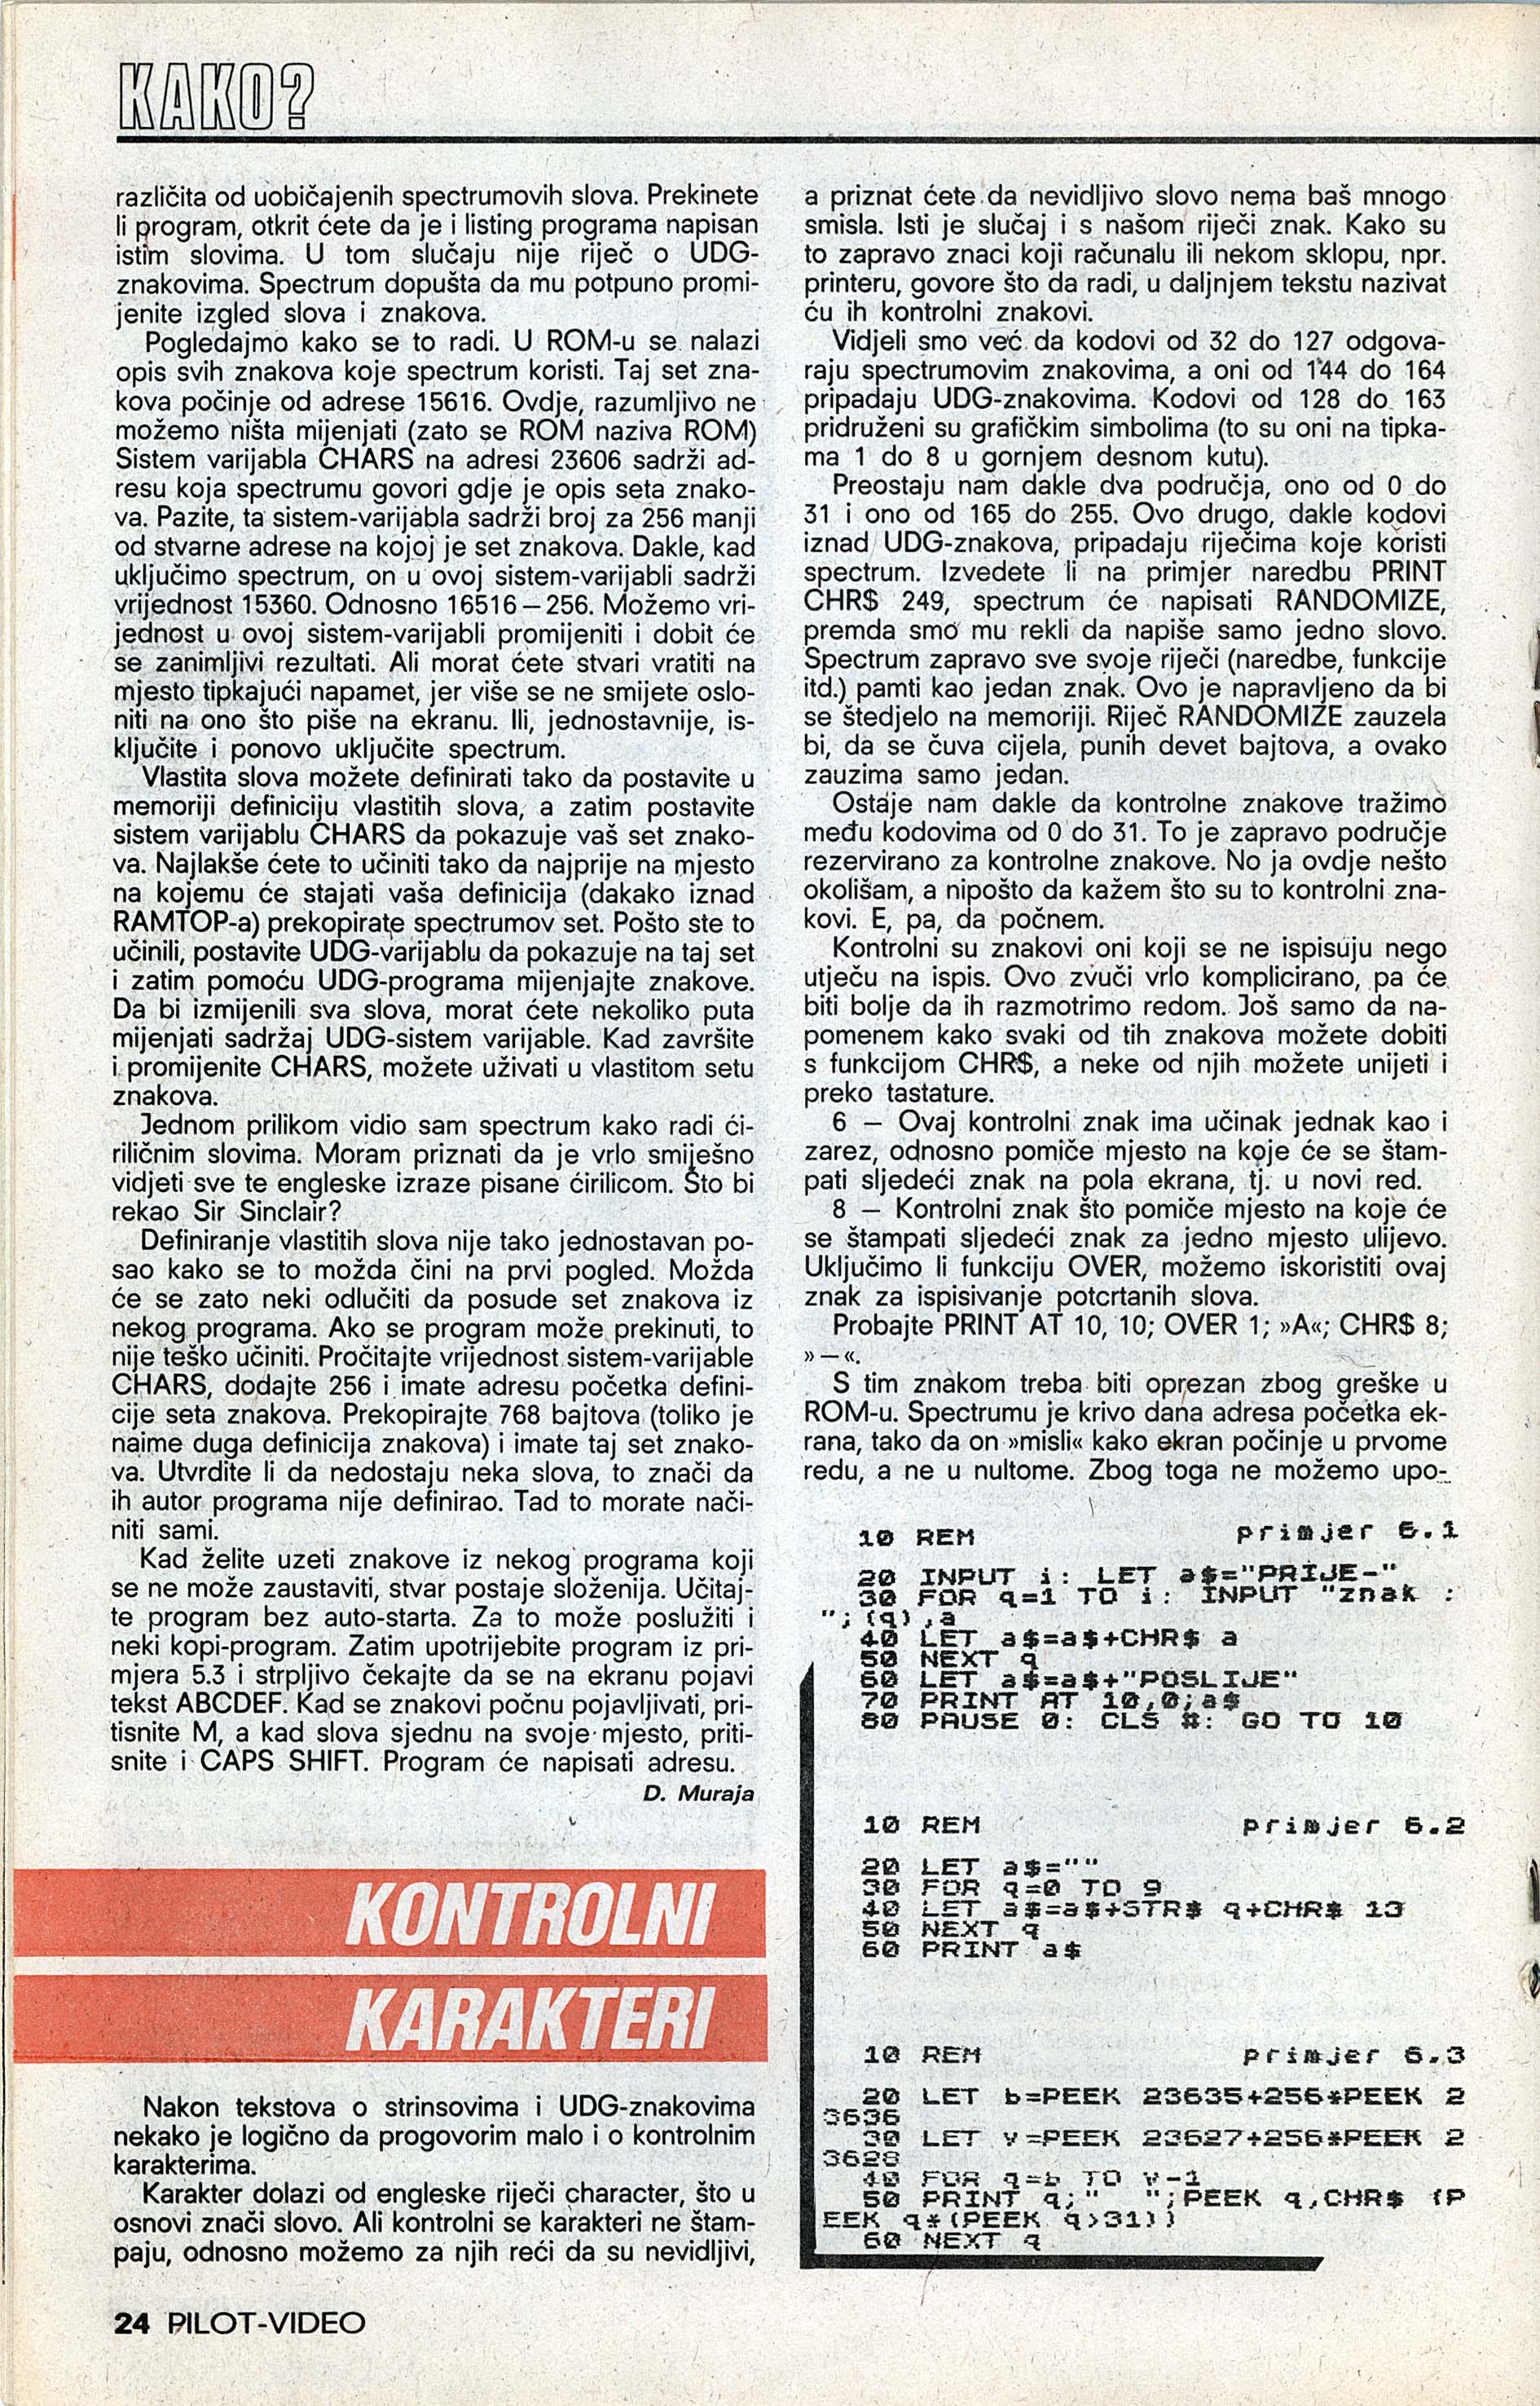 KAKO?
različita od uobičajenih spectrumovih slova. Prekinete
li program, otkrit ćete da je i listing programa napisan
istim slovima. U tom slučaju nije riječ o UDG-
znakovima. Spectrum dopušta da mu potpuno promi-
jenite izgled slova i znakova.
Pogledajmo kako se to radi. U ROM-u se nalazi
opis svih znakova koje spectrum koristi. Taj set zna-
kova počinje od adrese 15616. Ovdje, razumljivo ne
možemo ništa mijenjati (zato se ROM naziva ROM)
Sistem varijabla CHARS na adresi 23606 sadrži ad-
resu koja spectrumu govori gdje je opis seta znako-
va. Pazite, ta sistem-varijabla sadrži broj za 256 manji
od stvarne adrese na kojoj je set znakova. Dakle, kad
uključimo spectrum, on u ovoj sistem-varijabli sadrži
vrijednost 15360. Odnosno 16516 – 256. Možemo vri-
jednost u ovoj sistem-varijabli promijeniti i dobit će
se zanimljivi rezultati. Ali morat ćete stvari vratiti na
mjesto tipkajući napamet, jer više se ne smijete oslo-
niti na ono što piše na ekranu. Ili, jednostavnije, is-
ključite i ponovo uključite spectrum.
Vlastita slova možete definirati tako da postavite u
memoriji definiciju vlastitih slova, a zatim postavite
sistem varijablu CHARS da pokazuje vaš set znako-
va. Najlakše ćete to učiniti tako da najprije na mjesto
na kojemu će stajati vaša definicija (dakako iznad
RAMTOP-a) prekopirate spectrumov set. Pošto ste to
učinili, postavite UDG-varijablu da pokazuje na taj set
i zatim pomoću UDG-programa mijenjajte znakove.
Da bi izmijenili sva slova, morat ćete nekoliko puta
mijenjati sadržaj UDG-sistem varijable. Kad završite
i promijenite CHARS, možete uživati u vlastitom setu
znakova.
Jednom prilikom vidio sam spectrum kako radi ći-
riličnim slovima. Moram priznati da je vrlo smiješno
vidjeti sve te engleske izraze pisane ćirilicom. Što bi
rekao Sir Sinclair?
Definiranje vlastitih slova nije tako jednostavan po-
sao kako se to možda čini na prvi pogled. Možda
će se zato neki odlučiti da posude set znakova iz
nekog programa. Ako se program može prekinuti, to
nije teško učiniti. Pročitajte vrijednost sistem-varijable
CHARS, dodajte 256 i imate adresu početka defini-
cije seta znakova. Prekopirajte 768 bajtova (toliko je
naime duga definicija znakova) i imate taj set znako-
va. Utvrdite li da nedostaju neka slova, to znači da
ih autor programa nije definirao. Tad to morate nači-
niti sami.
Kad želite uzeti znakove iz nekog programa koji
se ne može zaustaviti, stvar postaje složenija. Učitaj-
te program bez auto-starta. Za to može poslužiti i
neki kopi-program. Zatim upotrijebite program iz pri-
mjera 5.3 i strpljivo čekajte da se na ekranu pojavi
tekst ABCDEF. Kad se znakovi počnu pojavljivati, pri-
tisnite M, a kad slova sjednu na svoje mjesto, priti-
snite i CAPS SHIFT. Program će napisati adresu.
D. Muraja
KONTROLNI
KARAKTERI
Nakon tekstova o strinsovima i UDG-znakovima
nekako je logično da progovorim malo i o kontrolnim
karakterima.
Karakter dolazi od engleske riječi character, što u
osnovi znači slovo. Ali kontrolni se karakteri ne štam-
paju, odnosno možemo za njih reći da su nevidljivi,
a priznat ćete da nevidljivo slovo nema baš mnogo
smisla. Isti je slučaj i s našom riječi znak. Kako su
to zapravo znaci koji računalu ili nekom sklopu, npr.
printeru, govore što da radi, u daljnjem tekstu nazivat
ću ih kontrolni znakovi.
Vidjeli smo već da kodovi od 32 do 127 odgova-
raju spectrumovim znakovima, a oni od 144 do 164
pripadaju UDG-znakovima. Kodovi od 128 do 163
pridruženi su grafičkim simbolima (to su oni na tipka-
ma 1 do 8 u gornjem desnom kutu).
Preostaju nam dakle dva područja, ono od 0 do
31 i ono od 165 do 255. Ovo drugo, dakle kodovi
iznad UDG-znakova, pripadaju riječima koje koristi
spectrum. Izvedete li na primjer naredbu PRINT
CHR$ 249, spectrum će napisati RANDOMIZE,
premda smo mu rekli da napiše samo jedno slovo.
Spectrum zapravo sve svoje riječi (naredbe, funkcije
itd.) pamti kao jedan znak. Ovo je napravljeno da bi
se štedjelo na memoriji. Riječ RANDOMIZE zauzela
bi, da se čuva cijela, punih devet bajtova, a ovako
zauzima samo jedan.
Ostaje nam dakle da kontrolne znakove tražimo
među kodovima od 0 do 31. To je zapravo područje
rezervirano za kontrolne znakove. No ja ovdje nešto
okolišam, a nipošto da kažem što su to kontrolni zna-
kovi. E, pa, da počnem.
Kontrolni su znakovi oni koji se ne ispisuju nego
utječu na ispis. Ovo zvuči vrlo komplicirano, pa će
biti bolje da ih razmotrimo redom. Još samo da na-
pomenem kako svaki od tih znakova možete dobiti
s funkcijom CHR$, a neke od njih možete unijeti i
preko tastature.
6 – Ovaj kontrolni znak ima učinak jednak kao i
zarez, odnosno pomiče mjesto na koje će se štam-
pati sljedeći znak na pola ekrana, tj. u novi red.
8 – Kontrolni znak što pomiče mjesto na koje će
se štampati sljedeći znak za jedno mjesto ulijevo.
Uključimo li funkciju OVER, možemo iskoristiti ovaj
znak za ispisivanje potcrtanih slova.
Probajte PRINT AT 10, 10; OVER 1; »A«; CHR$ 8;
»–«.
S tim znakom treba biti oprezan zbog greške u
ROM-u. Spectrumu je krivo dana adresa početka ek-
rana, tako da on »misli« kako ekran počinje u prvome
redu, a ne u nultome. Zbog toga ne možemo upo-
10 REM primjer 6.1
20 INPUT i: LET a$="PRIJE-"
30 FOR q=1 TO i: INPUT "znak :
";(q),a
40 LET a$=a$+CHR$ a
50 NEXT q
60 LET a$=a$+"POSLIJE"
70 PRINT AT 10,0;a$
80 PAUSE 0: CLS #: GO TO 10
10 REM primjer 6.2
20 LET a$=""
30 FOR q=0 TO 9
40 LET a$=a$+STR$ q+CHR$ 13
50 NEXT q
60 PRINT a$
10 REM primjer 6.3
20 LET b=PEEK 23635+256*PEEK 2
3636
30 LET v=PEEK 23627+256*PEEK 2
3628
40 FOR q=b TO v-1
50 PRINT q;" ";PEEK q,CHR$ (P
EEK q*(PEEK q>31))
60 NEXT q
24 PILOT-VIDEO